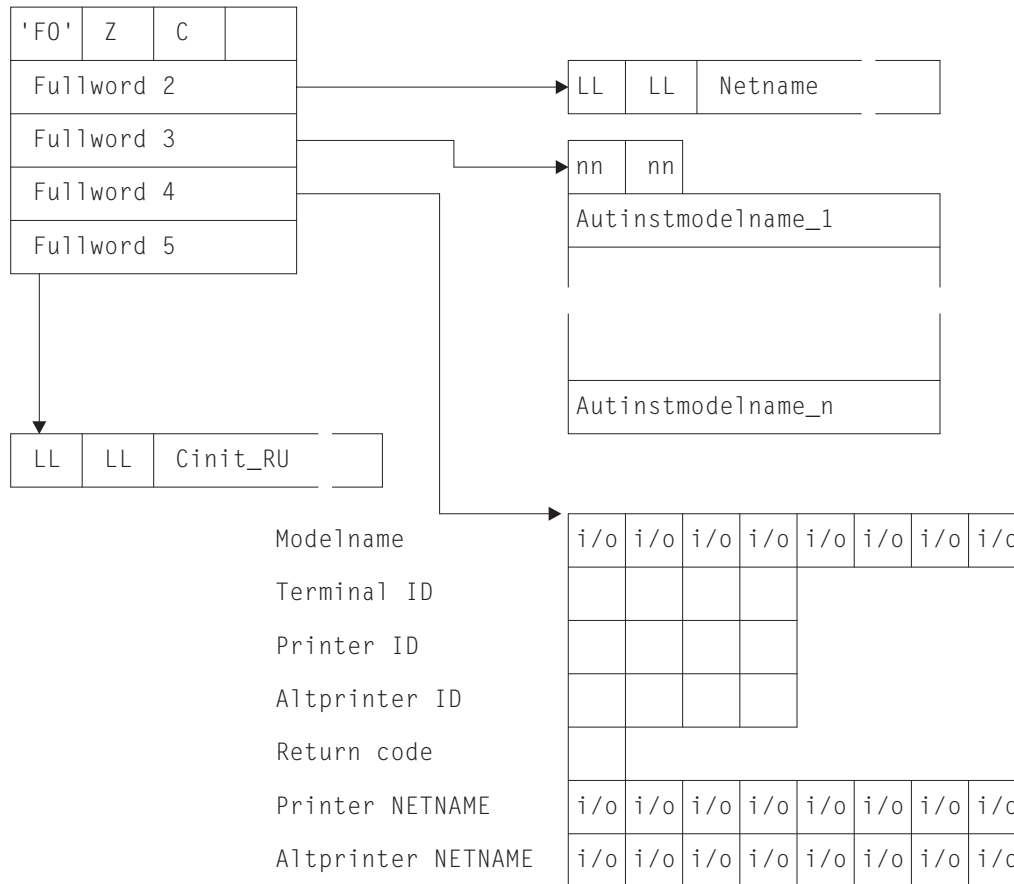 'F0' Z C
Fullword 2
Fullword 3
Fullword 4
Fullword 5
LL LL Netname
nn nn
Autinstmodelname_1
Autinstmodelname_n
LL LL Cinit_RU
Modelname i/o i/o i/o i/o i/o i/o i/o i/o
Terminal ID
Printer ID
Altprinter ID
Return code
Printer NETNAME i/o i/o i/o i/o i/o i/o i/o i/o
Altprinter NETNAME i/o i/o i/o i/o i/o i/o i/o i/o